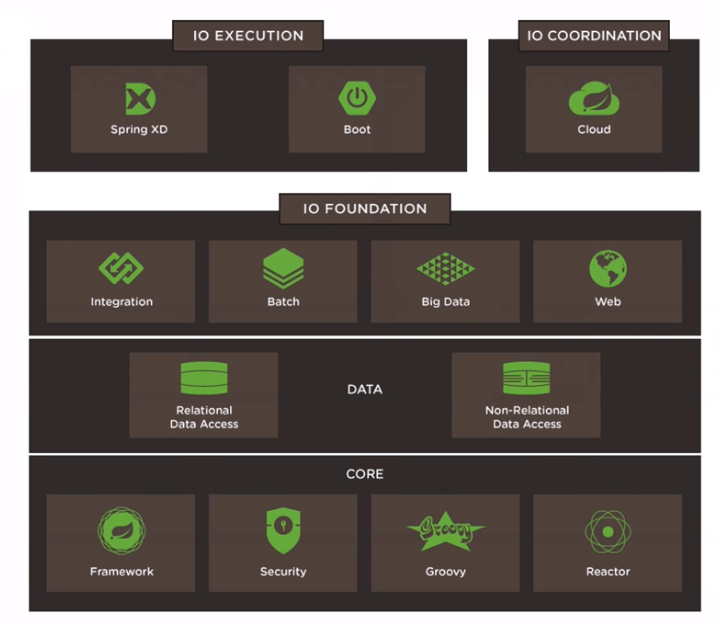 IO EXECUTION
IO COORDINATION
Spring XD
Boot
Cloud
IO FOUNDATION
Integration
Batch
Big Data
Web
DATA
Relational
Data Access
Non-Relational
Data Access
CORE
Groovy
Framework
Security
Groovy
Reactor